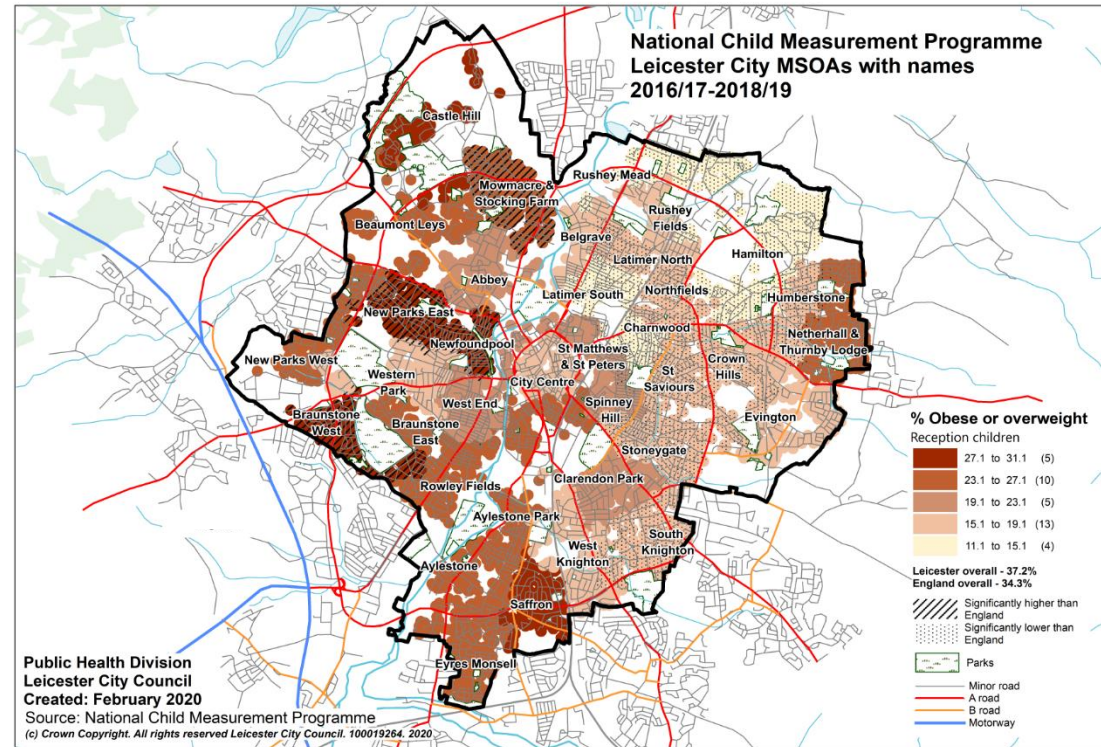 National Child Measurement Programme
Leicester City MSOAs with names
2016/17-2018/19
Castle Hill
Mowmacre &
Stocking Farm
Rushey Mead
Rushey
Fields
Beaumont Leys
Belgrave
Hamilton
Latimer North
Abbey
Latimer South
Northfields
Humberstone
New Parks East
Charnwood
Netherhall &
Thurnby Lodge
Newfoundpool
St Matthews
& St Peters
New Parks West
Crown
Hills
Western
Park
City Centre
St
Saviours
West End
Spinney
Hill
Braunstone
West
Braunstone
East
Evington
Stoneygate
Rowley Fields
Clarendon Park
Aylestone Park
South
Knighton
West
Knighton
Aylestone
Saffron
Eyres Monsell
% Obese or overweight
Reception children
27.1 to 31.1 (5)
23.1 to 27.1 (10)
19.1 to 23.1 (5)
15.1 to 19.1 (13)
11.1 to 15.1 (4)
Leicester overall - 37.2%
England overall - 34.3%
Significantly higher than
England
Significantly lower than
England
Parks
Minor road
A road
B road
Motorway
Public Health Division
Leicester City Council
Created: February 2020
Source: National Child Measurement Programme
(c) Crown Copyright. All rights reserved Leicester City Council. 100019264. 2020